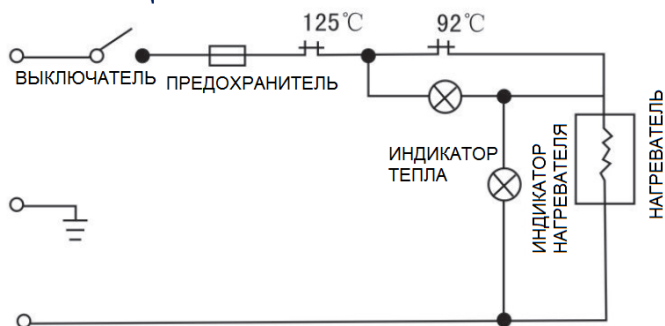 125℃
92℃
ВЫКЛЮЧАТЕЛЬ
ПРЕДОХРАНИТЕЛЬ
ИНДИКАТОР
ТЕПЛА
ИНДИКАТОР
НАГРЕВАТЕЛЯ
НАГРЕВАТЕЛЬ